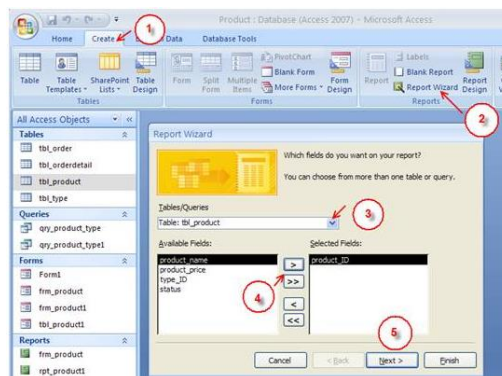 Product : Database (Access 2007) - Microsoft Access
Home
Create
Data
Database Tools
1
Table
Table Templates
SharePoint Lists
Table Design
Tables
Form
Split Form
Multiple Items
PivotChart
Blank Form
More Forms
Form Design
Forms
Report
Labels
Blank Report
Report Wizard
Report Design
Reports
2
All Access Objects
Tables
tbl_order
tbl_orderdetail
tbl_product
tbl_type
Queries
qry_product_type
qry_product_type1
Forms
Form1
frm_product
frm_product1
tbl_product1
Reports
frm_product
rpt_product1
Report Wizard
Which fields do you want on your report?
You can choose from more than one table or query.
Tables/Queries
Table: tbl_product
3
Available Fields:
Selected Fields:
product_name
product_price
type_ID
status
product_ID
>
>>
<
<<
4
5
Cancel
< Back
Next >
Finish